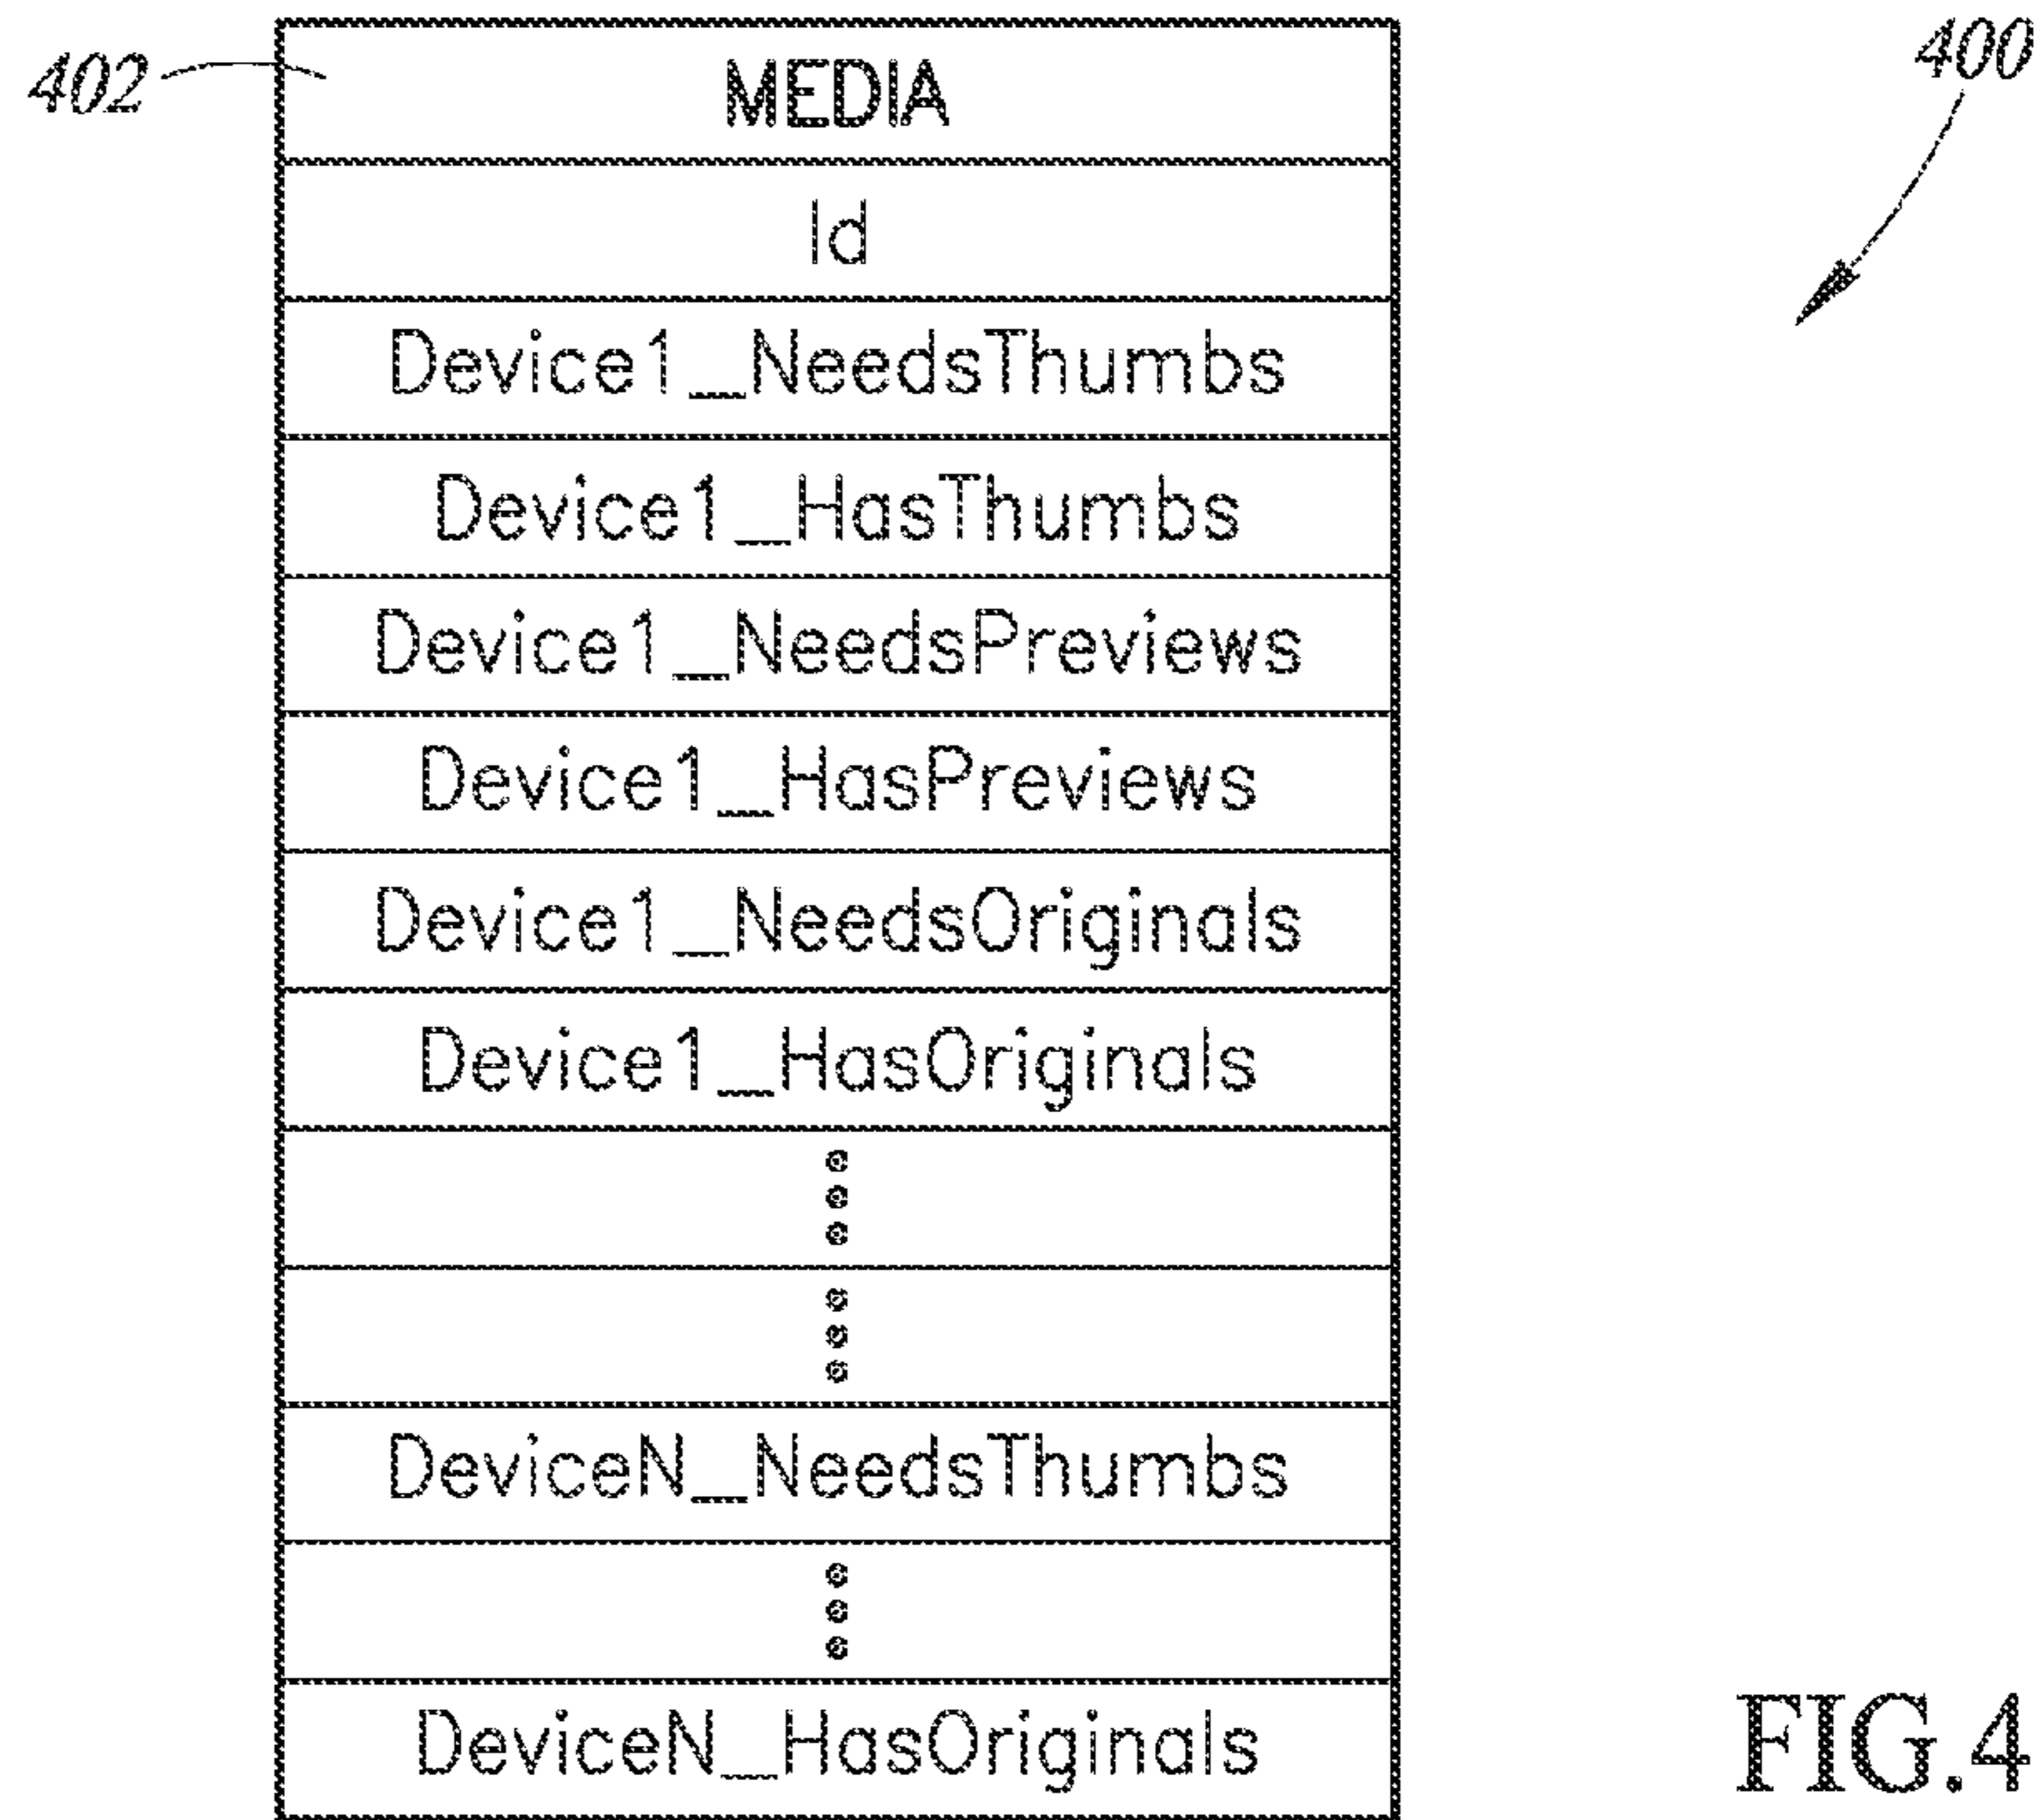 402
400
MEDIA
Id
Device1_NeedsThumbs
Device1_HasThumbs
Device1_NeedsPreviews
Device1_HasPreviews
Device1_NeedsOriginals
Device1_HasOriginals
DeviceN_NeedsThumbs
DeviceN_HasOriginals
FIG.4